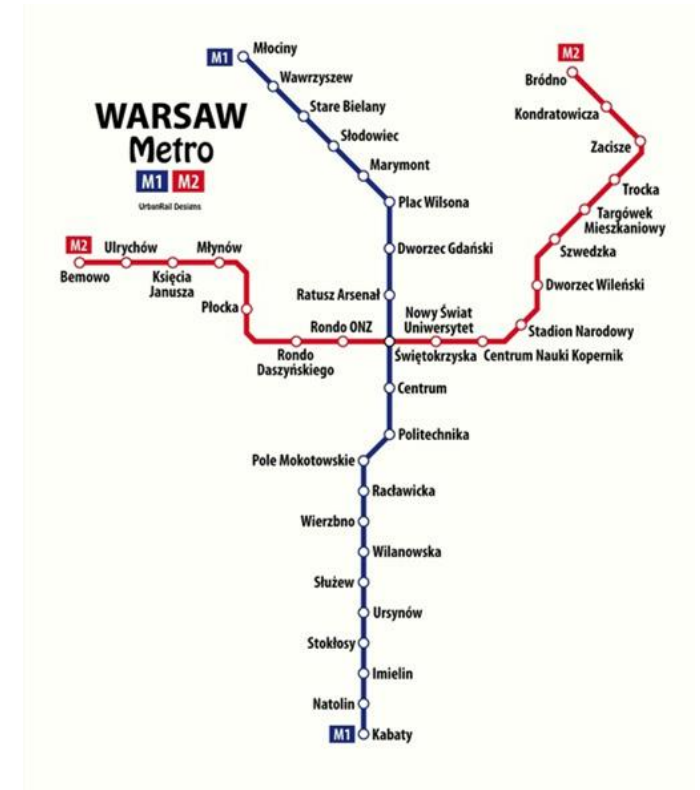 M1
Młociny
M2
Bródno
Wawrzyszew
Stare Bielany
Kondratowicza
WARSAW
Metro
M1 M2
UrbanRail Designs
Słodowiec
Zacisze
Marymont
Trocka
Plac Wilsona
Targówek
Mieszkaniowy
M2
Bemowo
Ulrychów
Księcia
Janusza
Młynów
Dworzec Gdański
Szwedzka
Płocka
Ratusz Arsenał
Dworzec Wileński
Rondo
Daszyńskiego
Rondo ONZ
Nowy Świat
Uniwersytet
Stadion Narodowy
Świętokrzyska
Centrum Nauki Kopernik
Centrum
Politechnika
Pole Mokotowskie
Racławicka
Wierzbno
Wilanowska
Służew
Ursynów
Stokłosy
Imielin
Natolin
M1
Kabaty